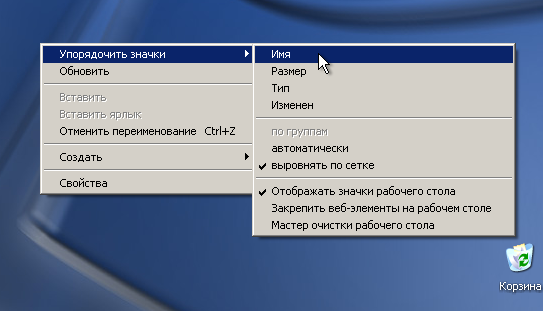 Упорядочить значки
Обновить
Вставить
Вставить ярлык
Отменить переименование Ctrl+Z
Создать
Свойства
Имя
Размер
Тип
Изменен
по группам
автоматически
выровнять по сетке
Отображать значки рабочего стола
Закрепить веб-элементы на рабочем столе
Мастер очистки рабочего стола
Корзина